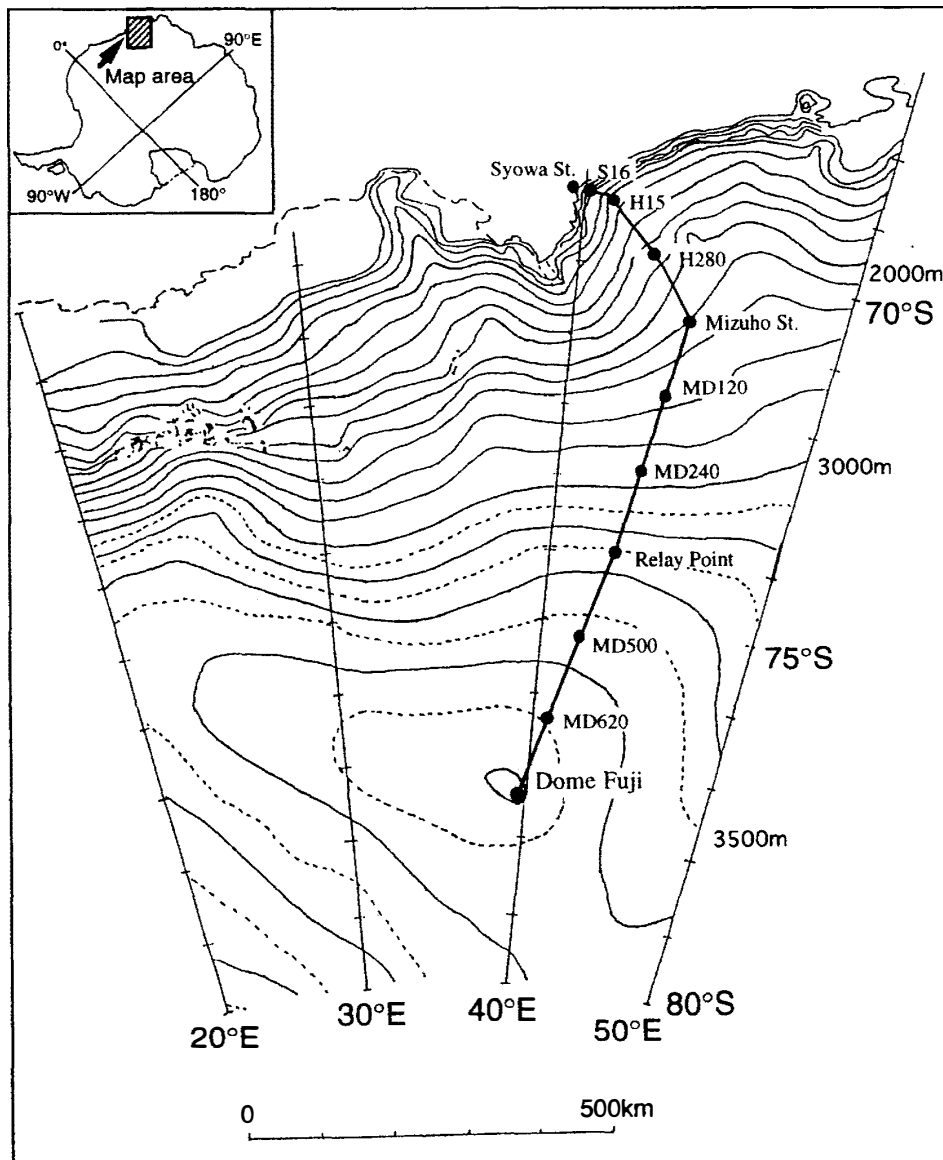 0°
90°E
Map area
90°W
180°
Syowa St.
S16
H15
H280
2000m
70°S
Mizuho St.
MD120
3000m
MD240
Relay Point
MD500
75°S
MD620
Dome Fuji
3500m
80°S
50°E
40°E
30°E
20°E
0
500km